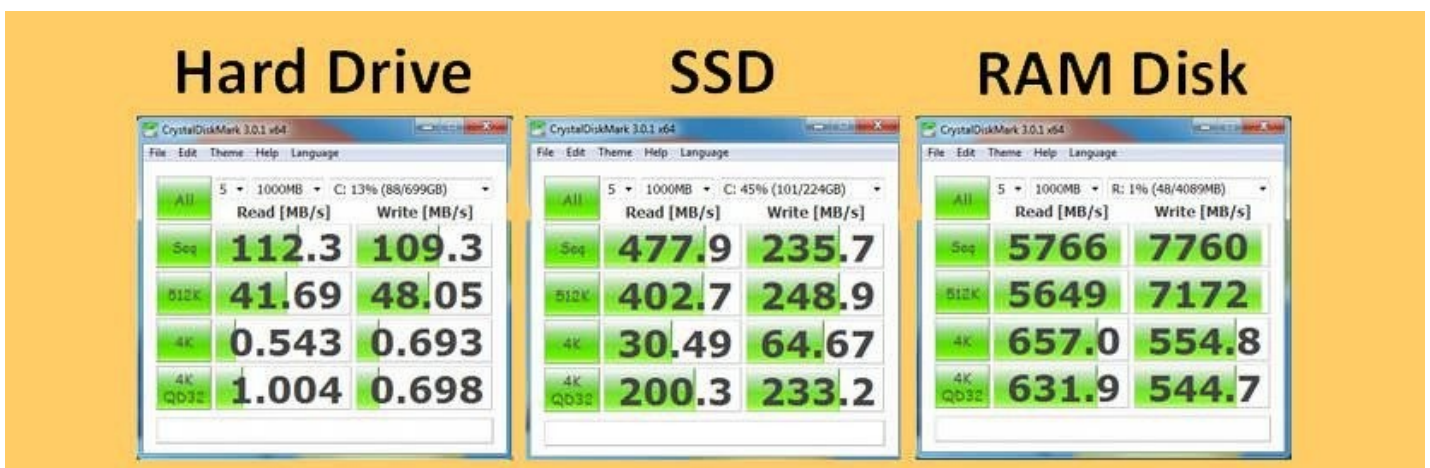 Hard Drive
CrystalDiskMark 3.0.1 x64
File Edit Theme Help Language
All
5 1000MB C: 13% (88/699GB)
Read [MB/s] Write [MB/s]
Seq 112.3 109.3
512K 41.69 48.05
4K 0.543 0.693
4K QD32 1.004 0.698
SSD
CrystalDiskMark 3.0.1 x64
File Edit Theme Help Language
All
5 1000MB C: 45% (101/224GB)
Read [MB/s] Write [MB/s]
Seq 477.9 235.7
512K 402.7 248.9
4K 30.49 64.67
4K QD32 200.3 233.2
RAM Disk
CrystalDiskMark 3.0.1 x64
File Edit Theme Help Language
All
5 1000MB R: 1% (48/4089MB)
Read [MB/s] Write [MB/s]
Seq 5766 7760
512K 5649 7172
4K 657.0 554.8
4K QD32 631.9 544.7